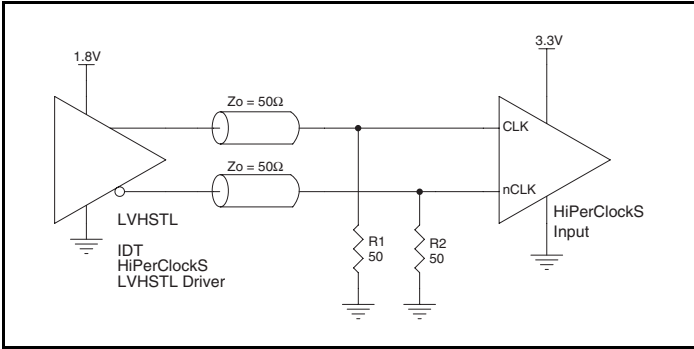 1.8V
3.3V
Zo = 50Ω
CLK
Zo = 50Ω
nCLK
LVHSTL
IDT
HiPerClockS
LVHSTL Driver
R1
50
R2
50
HiPerClockS
Input